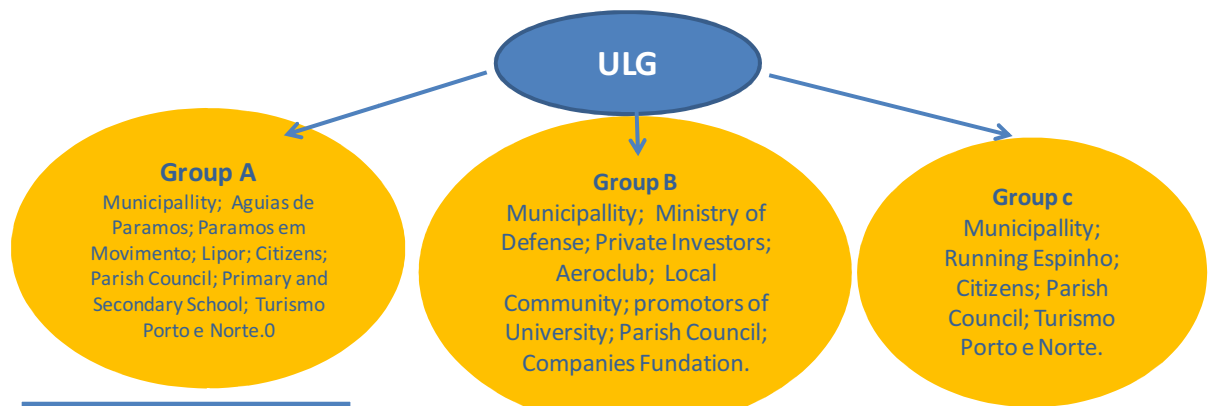 ULG
Group A
Municipallity; Aguias de
Paramos; Paramos em
Movimento; Lipor; Citizens;
Parish Council; Primary and
Secondary School; Turismo
Porto e Norte.0
Group B
Municipallity; Ministry of
Defense; Private Investors;
Aeroclub; Local
Community; promotors of
University; Parish Council;
Companies Fundation.
Group c
Municipallity;
Running Espinho;
Citizens; Parish
Council; Turismo
Porto e Norte.